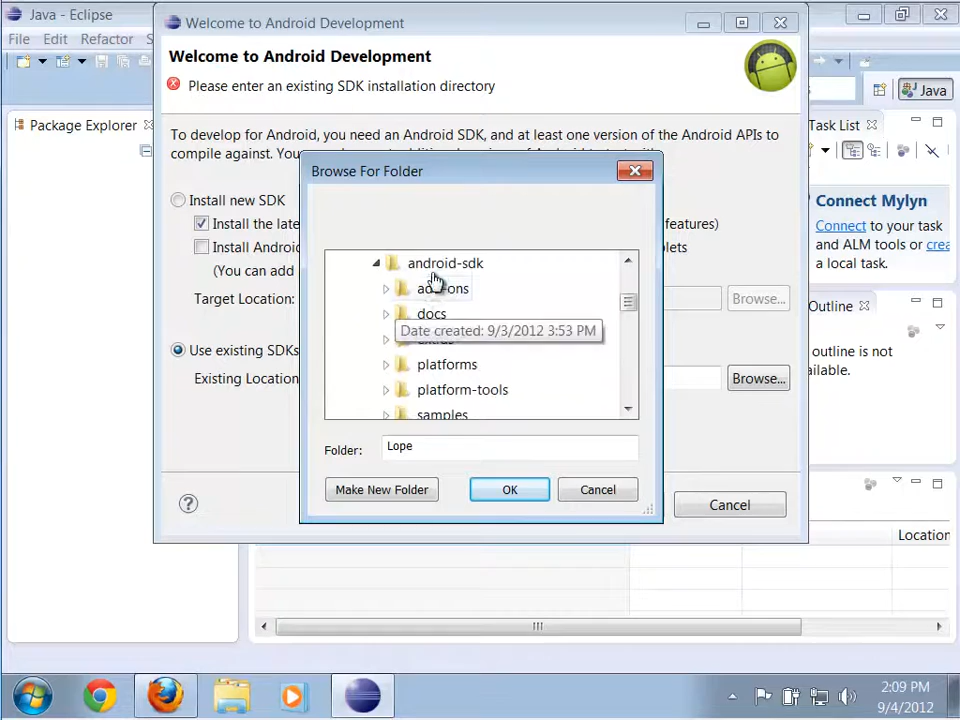 Java - Eclipse
File Edit Refactor
Welcome to Android Development
Welcome to Android Development
Please enter an existing SDK installation directory
To develop for Android, you need an Android SDK, and at least one version of the Android APIs to
compile against.
Install new SDK
Install the late
features)
Install Android
(You can add
Target Location:
Browse...
Use existing SDKs
Existing Location
Browse...
Cancel
Browse For Folder
android-sdk
add-ons
docs
Date created: 9/3/2012 3:53 PM
extras
platforms
platform-tools
samples
Folder:
Lope
Make New Folder
OK
Cancel
Package Explorer
Java
Task List
Connect Mylyn
Connect to your task
and ALM tools or crea
local task.
Outline
outline is not
Location
2:09 PM
9/4/2012